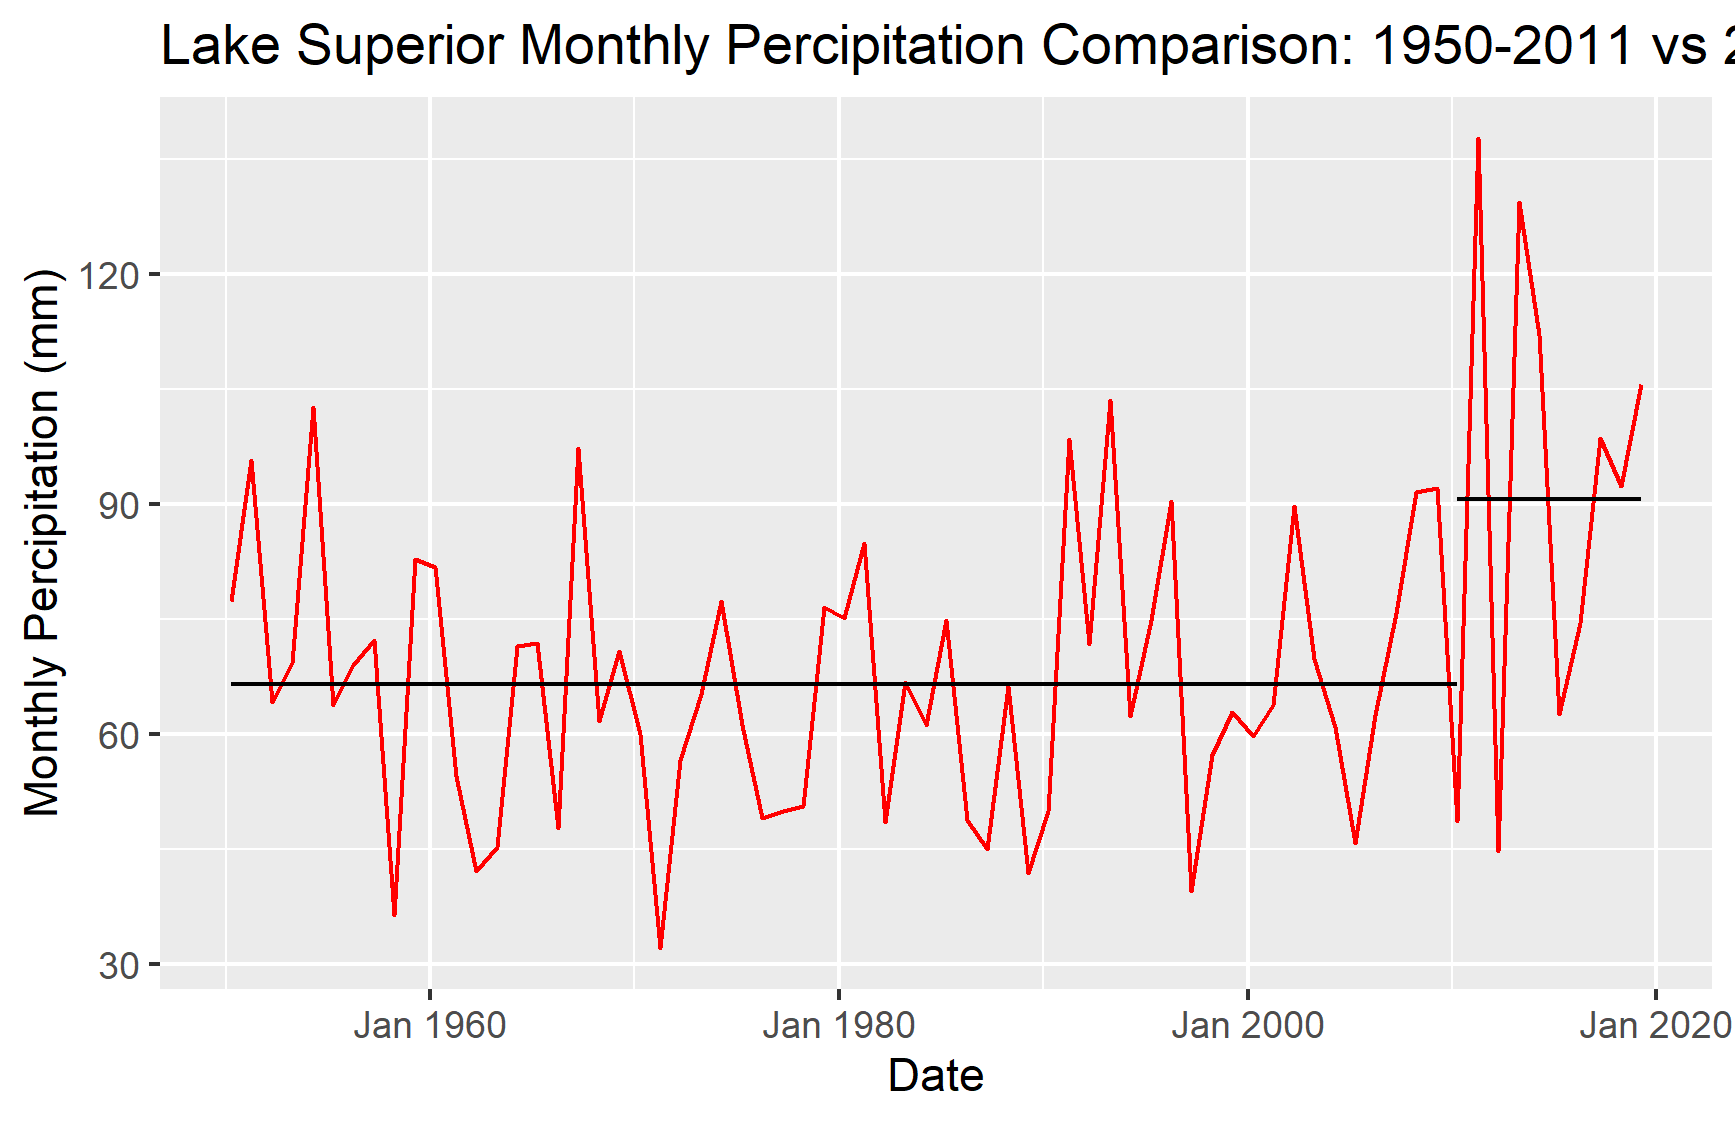 Lake Superior Monthly Percipitation Comparison: 1950-2011 vs 2
Monthly Percipitation (mm)
120
90
60
30
Jan 1960
Jan 1980
Jan 2000
Jan 2020
Date